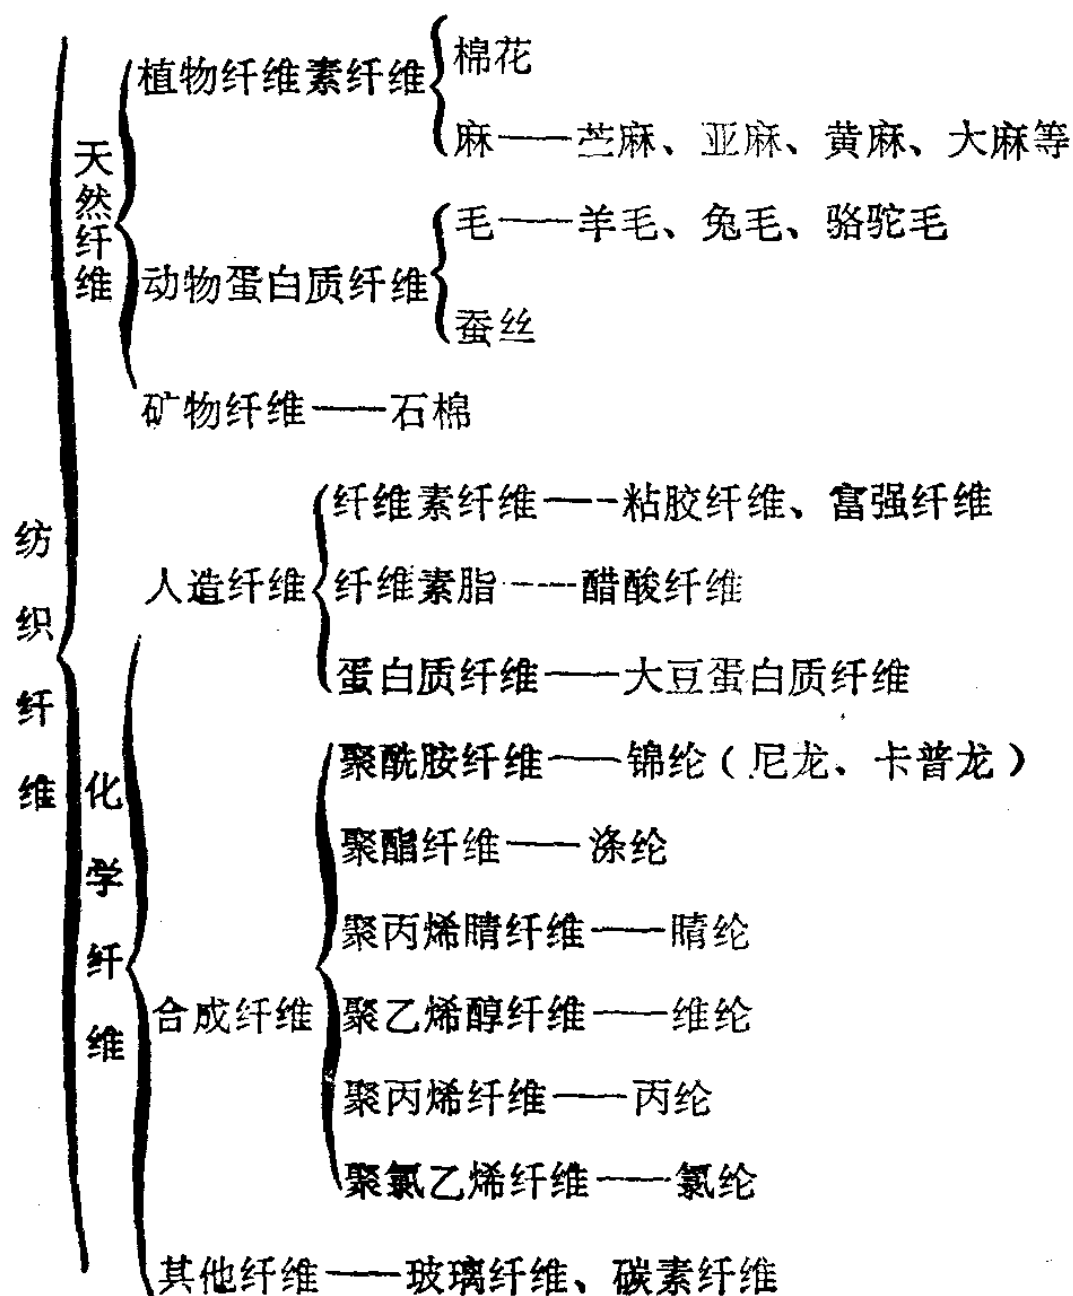 纺织纤维
天然纤维
植物纤维素纤维
棉花
麻——苎麻、亚麻、黄麻、大麻等
动物蛋白质纤维
毛——羊毛、兔毛、骆驼毛
蚕丝
矿物纤维——石棉
化学纤维
人造纤维
纤维素纤维——粘胶纤维、富强纤维
纤维素脂——醋酸纤维
蛋白质纤维——大豆蛋白质纤维
合成纤维
聚酰胺纤维——锦纶（尼龙、卡普龙）
聚酯纤维——涤纶
聚丙烯睛纤维——睛纶
聚乙烯醇纤维——维纶
聚丙烯纤维——丙纶
聚氯乙烯纤维——氯纶
其他纤维——玻璃纤维、碳素纤维